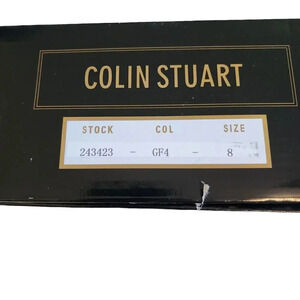 COLIN STUART
STOCK COL SIZE
243423 - GF4 - 8